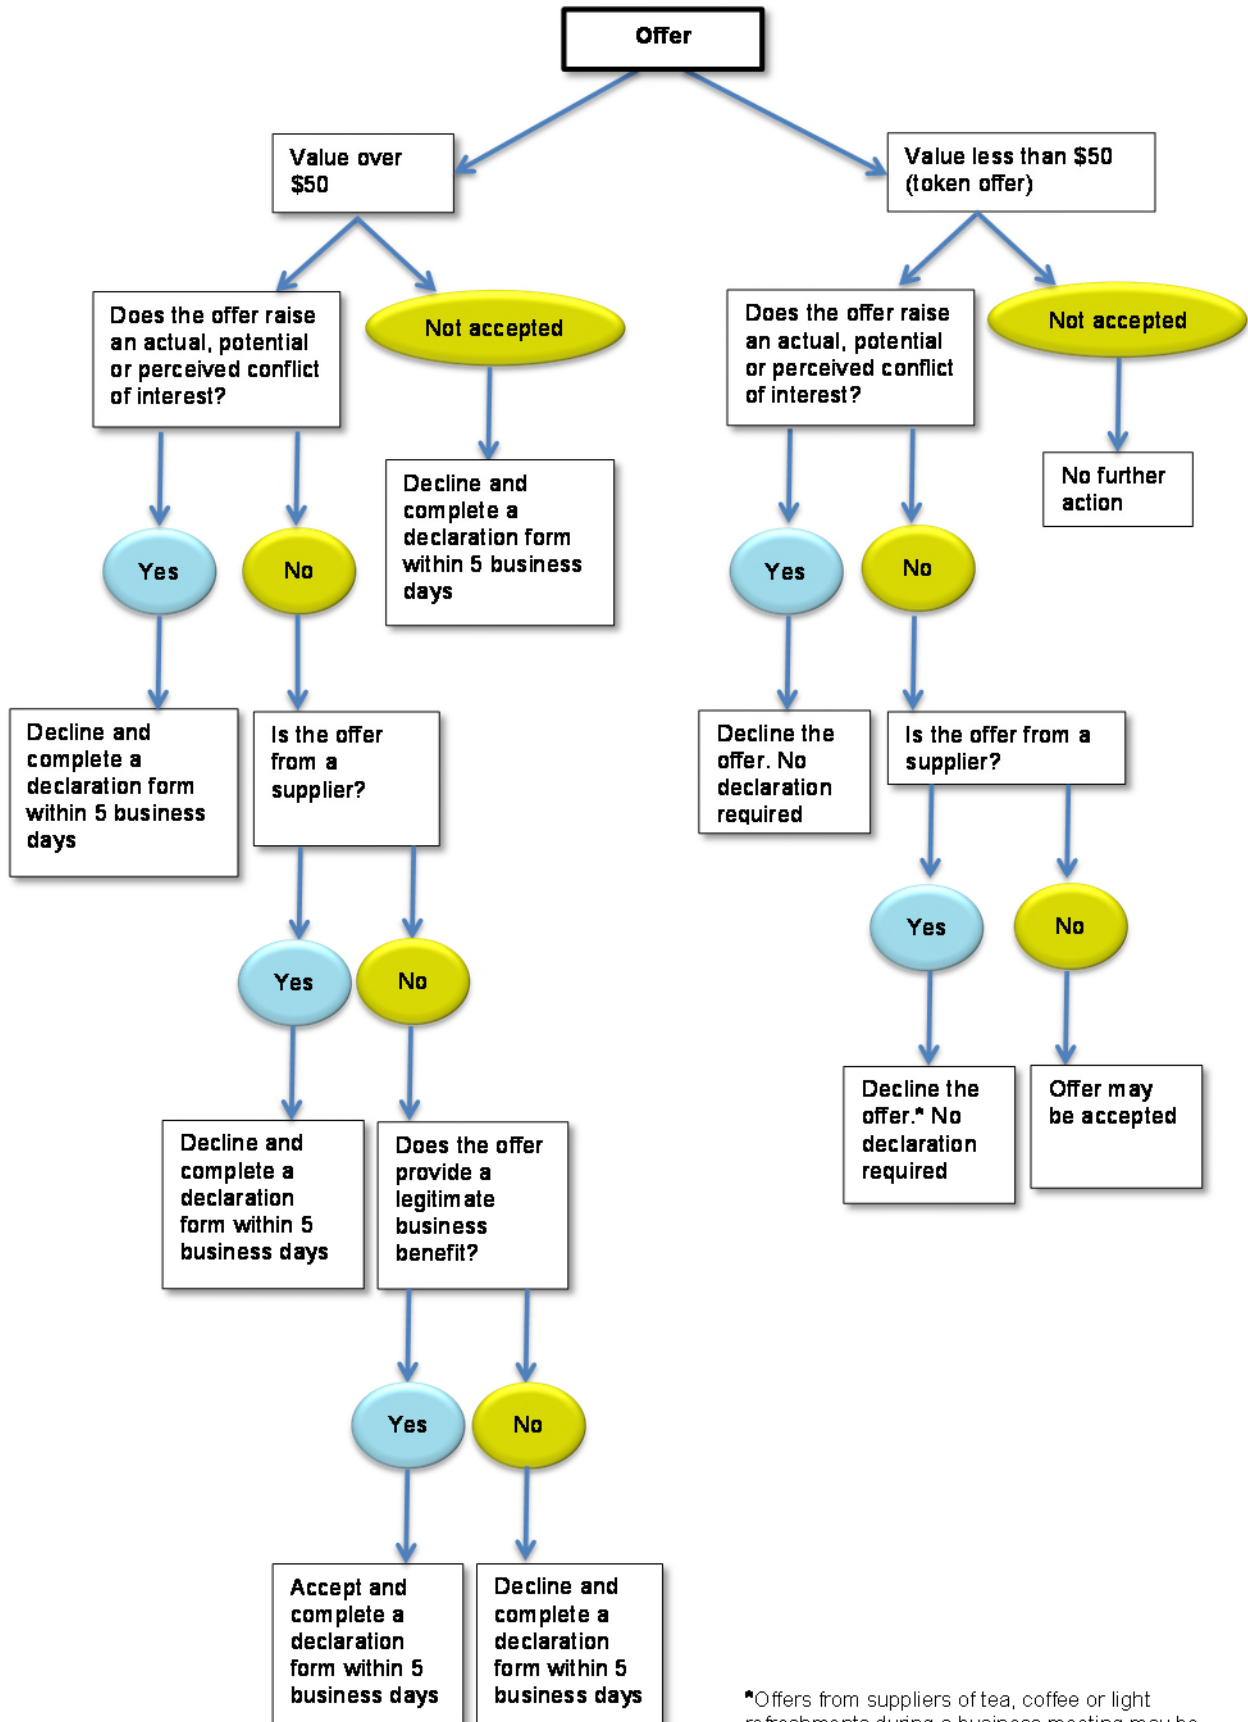 Offer
Value over
$50
Value less than $50
(token offer)
Does the offer raise
an actual, potential
or perceived conflict
of interest?
Not accepted
Does the offer raise
an actual, potential
or perceived conflict
of interest?
Not accepted
Decline and
complete a
declaration form
within 5 business
days
No further
action
Yes
No
Yes
No
Decline and
complete a
declaration form
within 5 business
days
Is the offer
from a
supplier?
Decline the
offer. No
declaration
required
Is the offer from a
supplier?
Yes
No
Yes
No
Decline and
complete a
declaration
form within 5
business days
Does the offer
provide a
legitimate
business
benefit?
Decline the
offer.* No
declaration
required
Offer may
be accepted
Yes
No
Accept and
complete a
declaration
form within 5
business days
Decline and
complete a
declaration
form within 5
business days
*Offers from suppliers of tea, coffee or light
refreshments during a business meeting may be